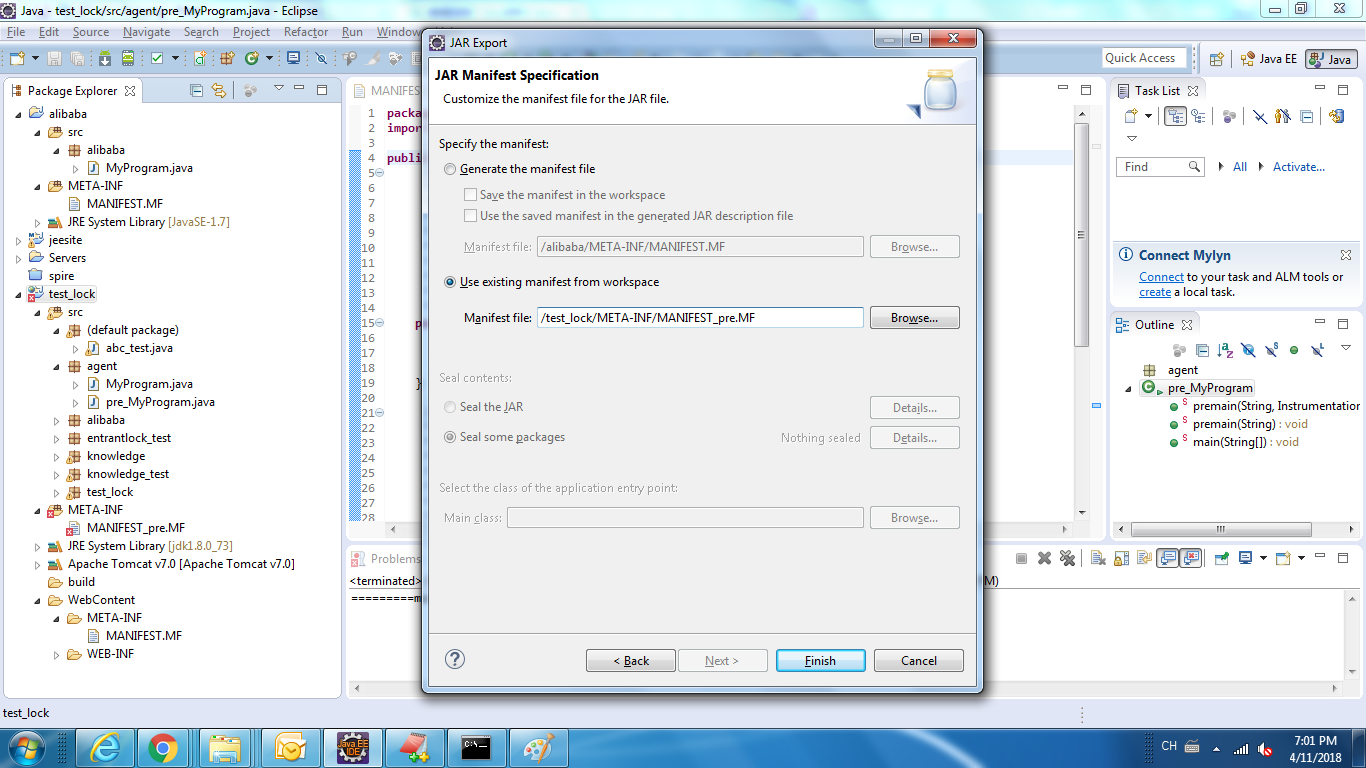 Java - test_lock/src/agent/pre_MyProgram.java - Eclipse
File Edit Source Navigate Search Project Refactor Run Window
Quick Access
Java EE
Java
Package Explorer
alibaba
src
alibaba
MyProgram.java
META-INF
MANIFEST.MF
JRE System Library [JavaSE-1.7]
jeesite
Servers
spire
test_lock
src
(default package)
abc_test.java
agent
MyProgram.java
pre_MyProgram.java
alibaba
entrantlock_test
knowledge
knowledge_test
test_lock
META-INF
MANIFEST_pre.MF
JRE System Library [jdk1.8.0_73]
Apache Tomcat v7.0 [Apache Tomcat v7.0]
build
WebContent
META-INF
MANIFEST.MF
WEB-INF
MANIFES
1 packa
2 impor
3
4 publi
5
6
7
8
9
10
11
12
13
14
15 p
16
17
18
19 }
20
21
22
23
24
25
26
27
28
Problems
<terminated>
M)
=========m
JAR Export
JAR Manifest Specification
Customize the manifest file for the JAR file.
Specify the manifest:
Generate the manifest file
Save the manifest in the workspace
Use the saved manifest in the generated JAR description file
Manifest file: /alibaba/META-INF/MANIFEST.MF Browse...
Use existing manifest from workspace
Manifest file: /test_lock/META-INF/MANIFEST_pre.MF Browse...
Seal contents:
Seal the JAR Details...
Seal some packages Nothing sealed Details...
Select the class of the application entry point:
Main class: Browse...
< Back Next > Finish Cancel
Task List
Find All Activate...
Connect Mylyn
Connect to your task and ALM tools or
create a local task.
Outline
agent
pre_MyProgram
premain(String, Instrumentation
premain(String) : void
main(String[]) : void
test_lock
Java EE
IDE
C:\.
CH
7:01 PM
4/11/2018